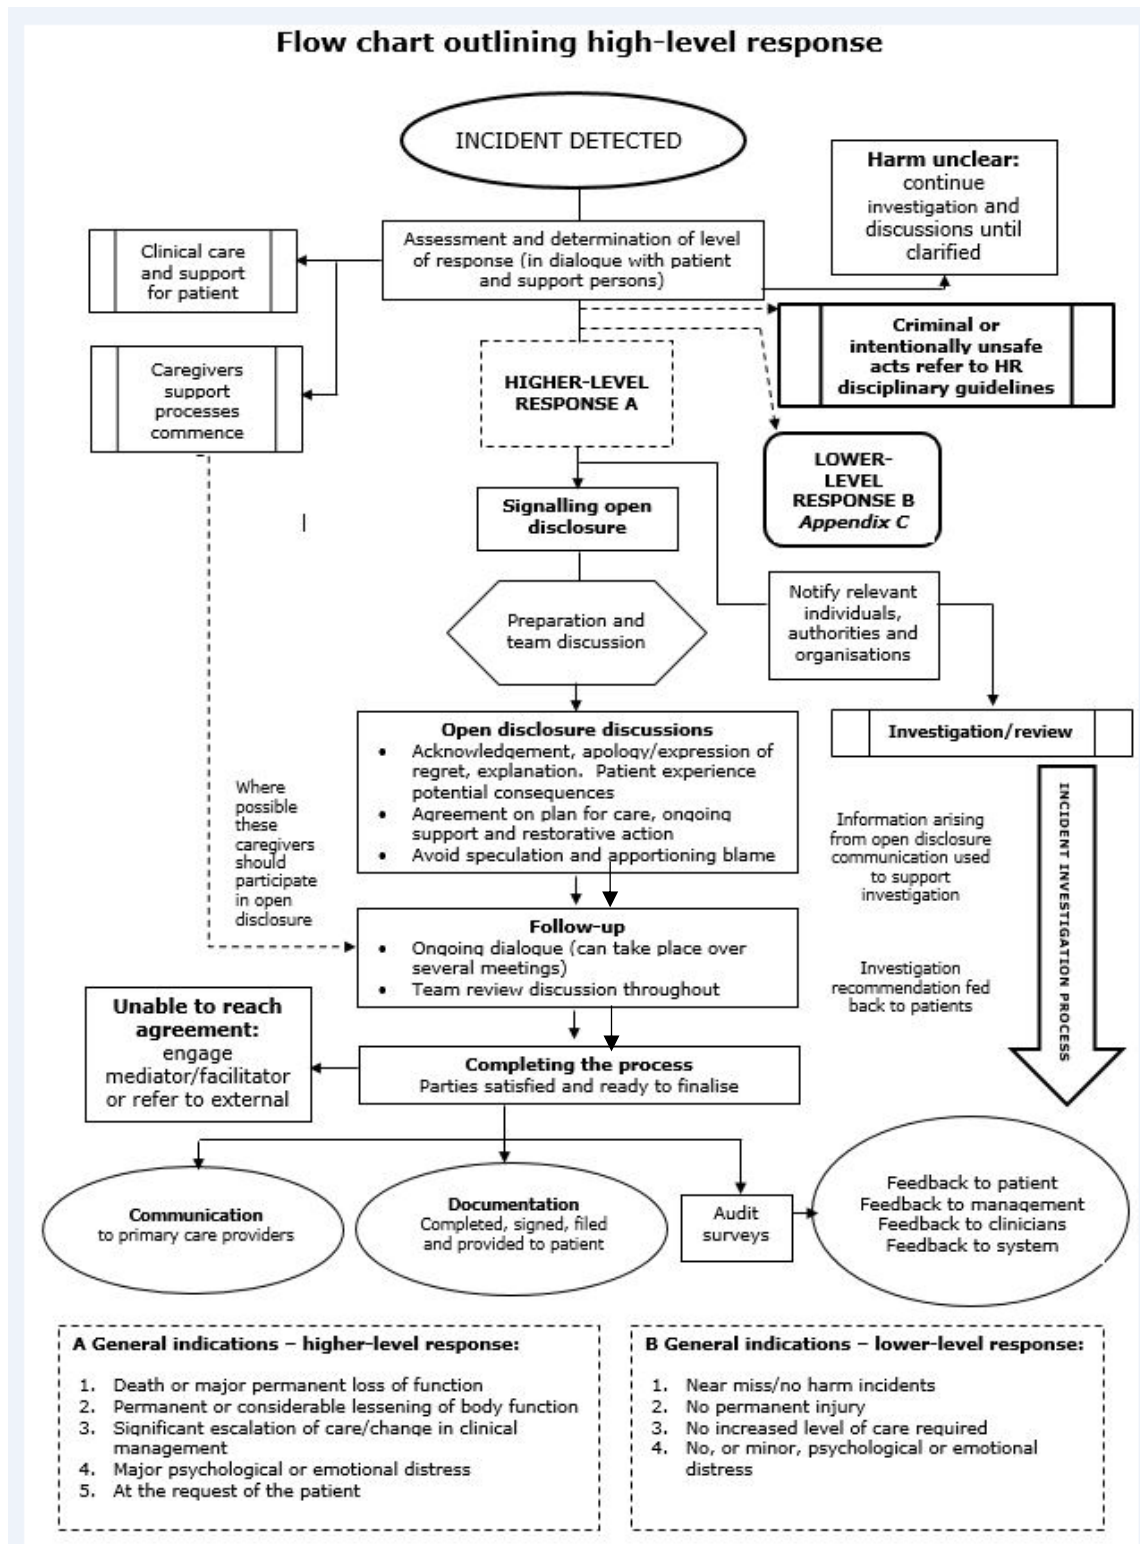 Flow chart outlining high-level response
INCIDENT DETECTED
Harm unclear:
continue
investigation and
discussions until
clarified
Assessment and determination of level
of response (in dialogue with patient
and support persons)
Clinical care
and support
for patient
Criminal or
intentionally unsafe
acts refer to HR
disciplinary guidelines
Caregivers
support
processes
commence
HIGHER-LEVEL
RESPONSE A
LOWER-
LEVEL
RESPONSE B
Appendix C
Signalling open
disclosure
Notify relevant
individuals,
authorities and
organisations
Preparation and
team discussion
Investigation/review
Open disclosure discussions
• Acknowledgement, apology/expression of
regret, explanation. Patient experience
potential consequences
• Agreement on plan for care, ongoing
support and restorative action
• Avoid speculation and apportioning blame
Where
possible
these
caregivers
should
participate
in open
disclosure
Information arising
from open disclosure
communication used
to support
investigation
INCIDENT INVESTIGATION PROCESS
Follow-up
• Ongoing dialogue (can take place over
several meetings)
• Team review discussion throughout
Investigation
recommendation fed
back to patients
Unable to reach
agreement:
engage
mediator/facilitator
or refer to external
Completing the process
Parties satisfied and ready to finalise
Communication
to primary care providers
Documentation
Completed, signed, filed
and provided to patient
Audit
surveys
Feedback to patient
Feedback to management
Feedback to clinicians
Feedback to system
A General indications – higher-level response:
1. Death or major permanent loss of function
2. Permanent or considerable lessening of body function
3. Significant escalation of care/change in clinical
management
4. Major psychological or emotional distress
5. At the request of the patient
B General indications – lower-level response:
1. Near miss/no harm incidents
2. No permanent injury
3. No increased level of care required
4. No, or minor, psychological or emotional
distress